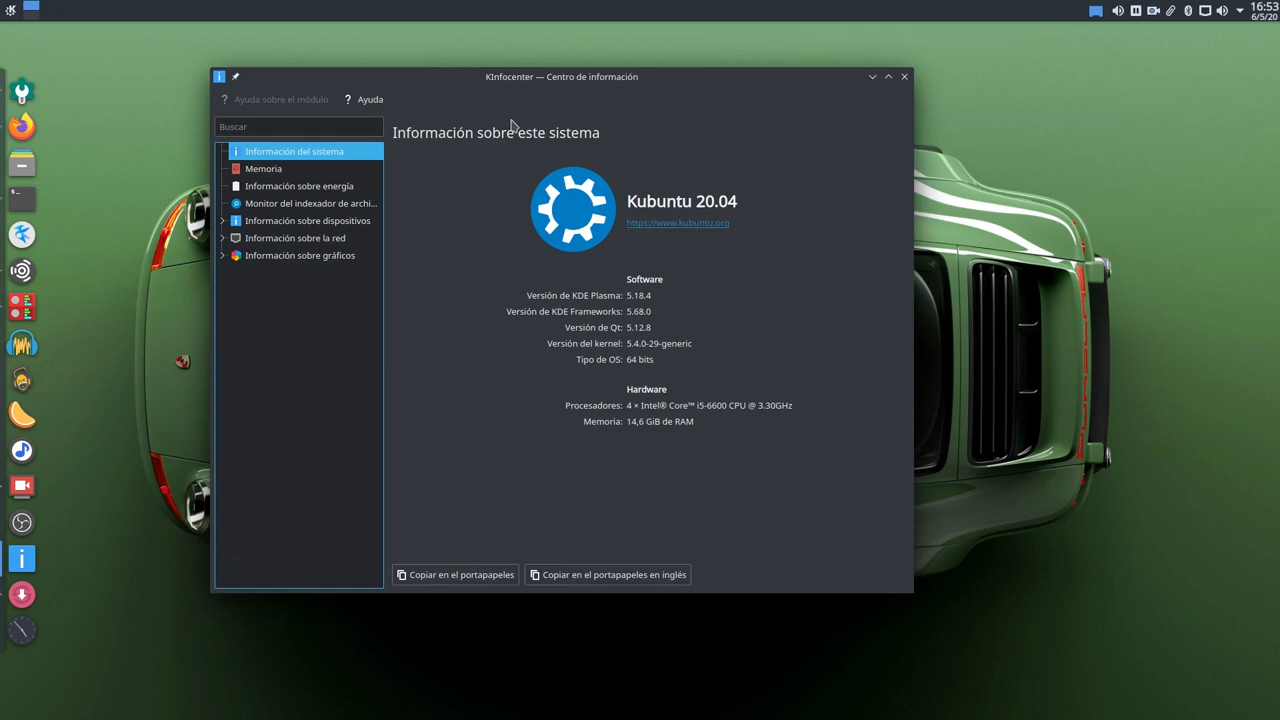 16:53
6/5/20
KInfocenter — Centro de información
Ayuda sobre el módulo
Ayuda
Buscar
Información del sistema
Memoria
Información sobre energía
Monitor del indexador de archi...
Información sobre dispositivos
Información sobre la red
Información sobre gráficos
Información sobre este sistema
Kubuntu 20.04
https://www.kubuntu.org
Software
Versión de KDE Plasma: 5.18.4
Versión de KDE Frameworks: 5.68.0
Versión de Qt: 5.12.8
Versión del kernel: 5.4.0-29-generic
Tipo de OS: 64 bits
Hardware
Procesadores: 4 × Intel® Core™ i5-6600 CPU @ 3.30GHz
Memoria: 14,6 GiB de RAM
Copiar en el portapapeles
Copiar en el portapapeles en inglés